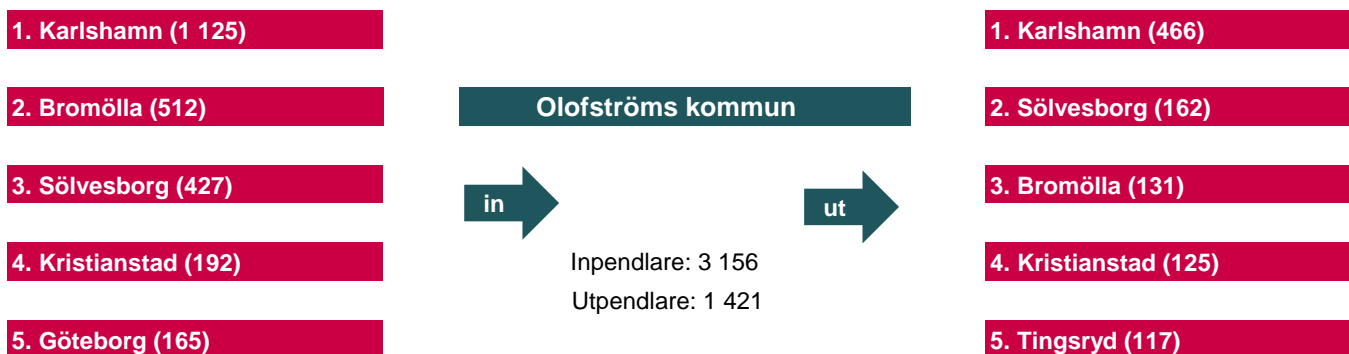 1. Karlshamn (1 125)
2. Bromölla (512)
3. Sölvesborg (427)
4. Kristianstad (192)
5. Göteborg (165)
Olofströms kommun
in
ut
Inpendlare: 3 156
Utpendlare: 1 421
1. Karlshamn (466)
2. Sölvesborg (162)
3. Bromölla (131)
4. Kristianstad (125)
5. Tingsryd (117)